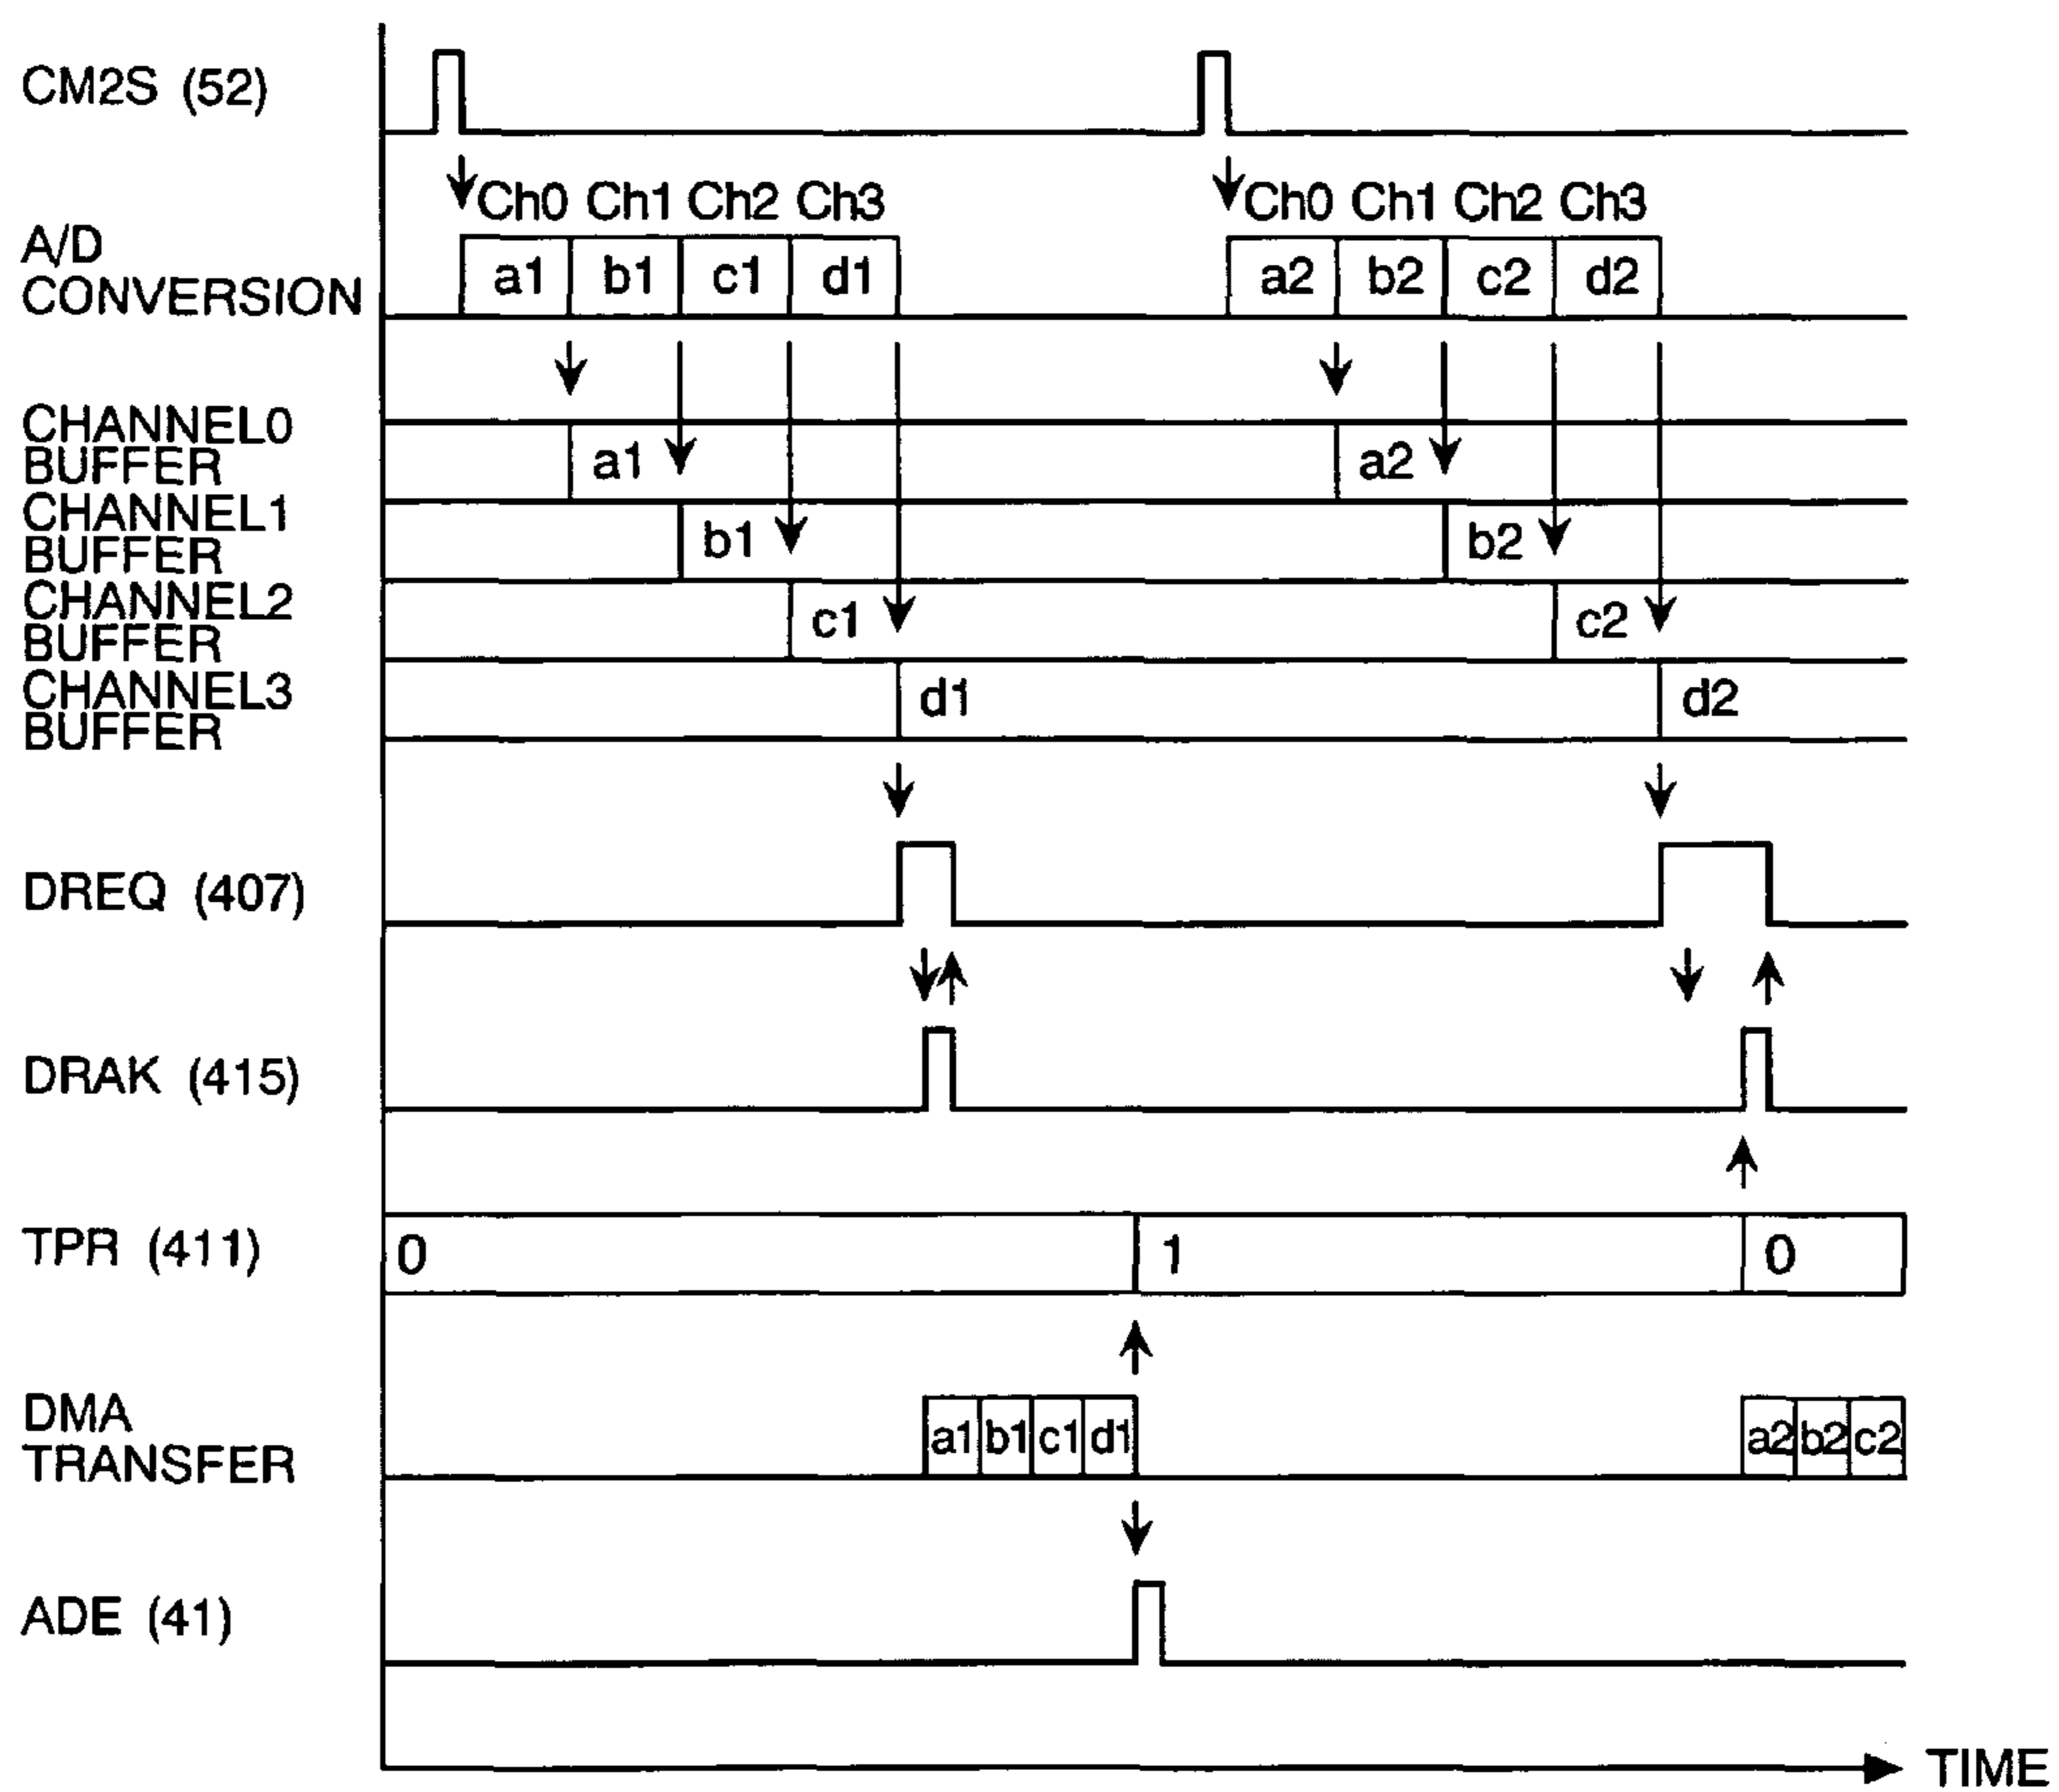 CM2S (52)
Ch0 Ch1 Ch2 Ch3 Ch0 Ch1 Ch2 Ch3
A/D
CONVERSION
a1 b1 c1 d1 a2 b2 c2 d2
CHANNEL0
BUFFER
a1 a2
CHANNEL1
BUFFER
b1 b2
CHANNEL2
BUFFER
c1 c2
CHANNEL3
BUFFER
d1 d2
DREQ (407)
DRAK (415)
TPR (411)
0 1 0
DMA
TRANSFER
a1 b1 c1 d1 a2 b2 c2
ADE (41)
TIME